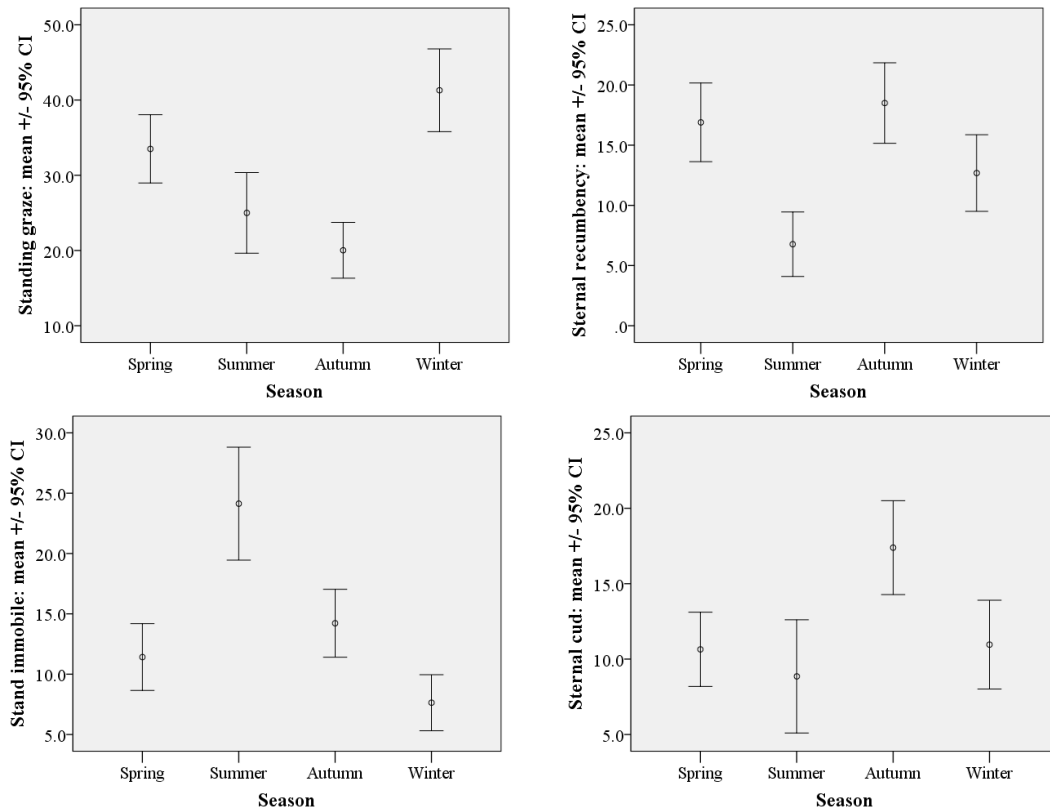 Standing graze: mean +/- 95% CI
50.0
40.0
30.0
20.0
10.0
Spring
Summer
Autumn
Winter
Season
Sternal recumbency: mean +/- 95% CI
25.0
20.0
15.0
10.0
5.0
.0
Spring
Summer
Autumn
Winter
Season
Stand immobile: mean +/- 95% CI
30.0
25.0
20.0
15.0
10.0
5.0
Spring
Summer
Autumn
Winter
Season
Sternal cud: mean +/- 95% CI
25.0
20.0
15.0
10.0
5.0
Spring
Summer
Autumn
Winter
Season